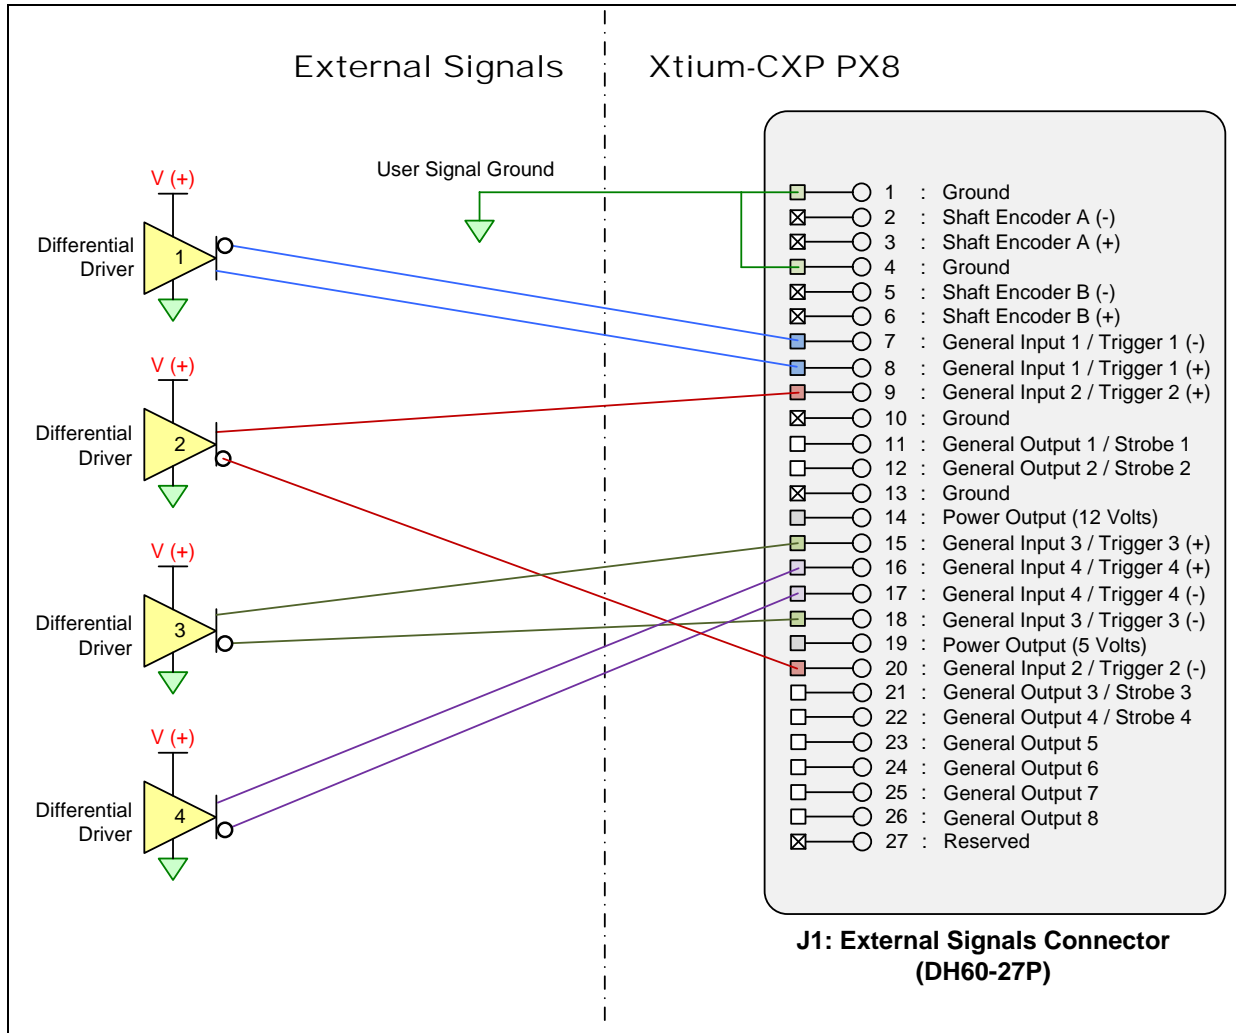 External Signals
Xtium-CXP PX8
User Signal Ground
V (+)
Differential
Driver
1
V (+)
Differential
Driver
2
V (+)
Differential
Driver
3
V (+)
Differential
Driver
4
1 : Ground
2 : Shaft Encoder A (-)
3 : Shaft Encoder A (+)
4 : Ground
5 : Shaft Encoder B (-)
6 : Shaft Encoder B (+)
7 : General Input 1 / Trigger 1 (-)
8 : General Input 1 / Trigger 1 (+)
9 : General Input 2 / Trigger 2 (+)
10 : Ground
11 : General Output 1 / Strobe 1
12 : General Output 2 / Strobe 2
13 : Ground
14 : Power Output (12 Volts)
15 : General Input 3 / Trigger 3 (+)
16 : General Input 4 / Trigger 4 (+)
17 : General Input 4 / Trigger 4 (-)
18 : General Input 3 / Trigger 3 (-)
19 : Power Output (5 Volts)
20 : General Input 2 / Trigger 2 (-)
21 : General Output 3 / Strobe 3
22 : General Output 4 / Strobe 4
23 : General Output 5
24 : General Output 6
25 : General Output 7
26 : General Output 8
27 : Reserved
J1: External Signals Connector
(DH60-27P)